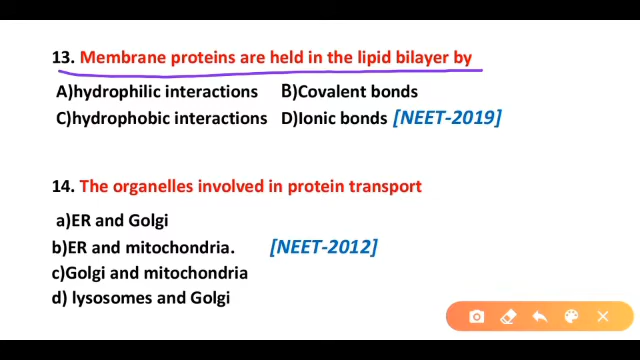 13. Membrane proteins are held in the lipid bilayer by
A)hydrophilic interactions B)Covalent bonds
C)hydrophobic interactions D)Ionic bonds [NEET-2019]
14. The organelles involved in protein transport
a)ER and Golgi
b)ER and mitochondria. [NEET-2012]
c)Golgi and mitochondria
d) lysosomes and Golgi